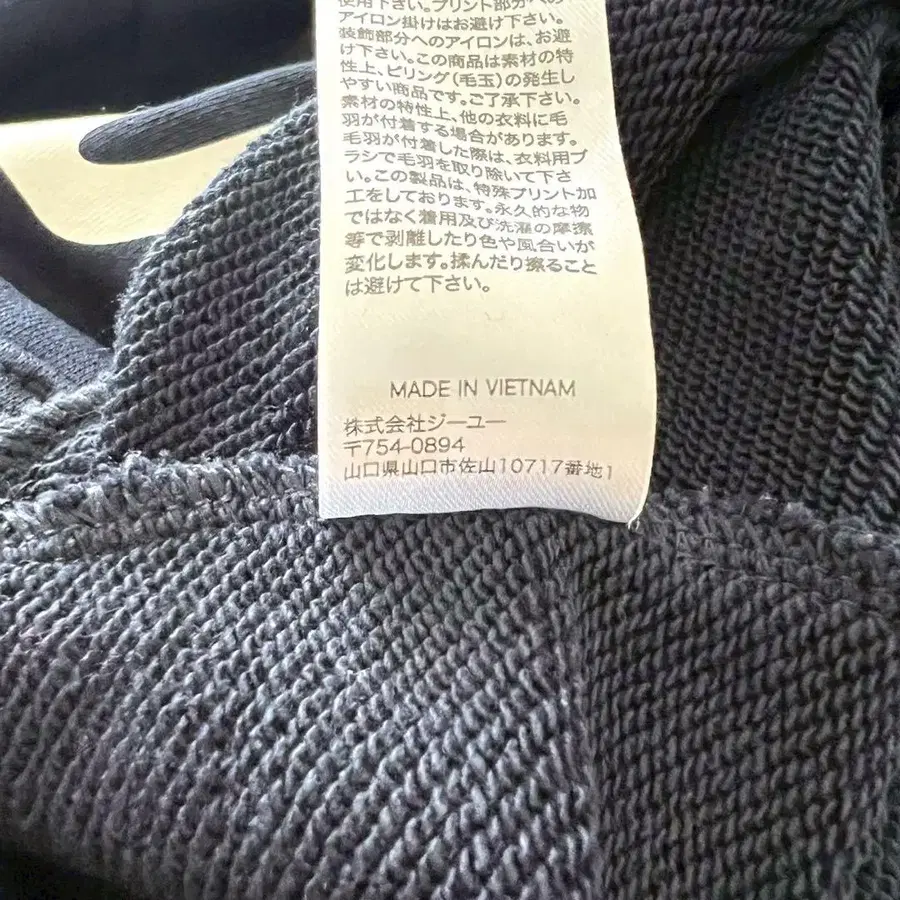 使用下さい。プリント部分への
アイロン掛けはお避け下さい。
装飾部分へのアイロンは、お避
け下さい。この商品は素材の特
性上、ピリング(毛玉)の発生し
やすい商品です。ご了承下さい。
素材の特性上、他の衣料に毛
羽が付着する場合があります。
毛羽が付着した際は、衣料用ブ
ラシで毛羽を取り除いて下さ
い。この製品は、特殊プリント加
工をしております。永久的な物
ではなく着用及び洗濯の摩擦
等で剥離したり色や風合いが
変化します。揉んだり擦ること
は避けて下さい。
MADE IN VIETNAM
株式会社ジーユー
〒754-0894
山口県山口市佐山10717番地1